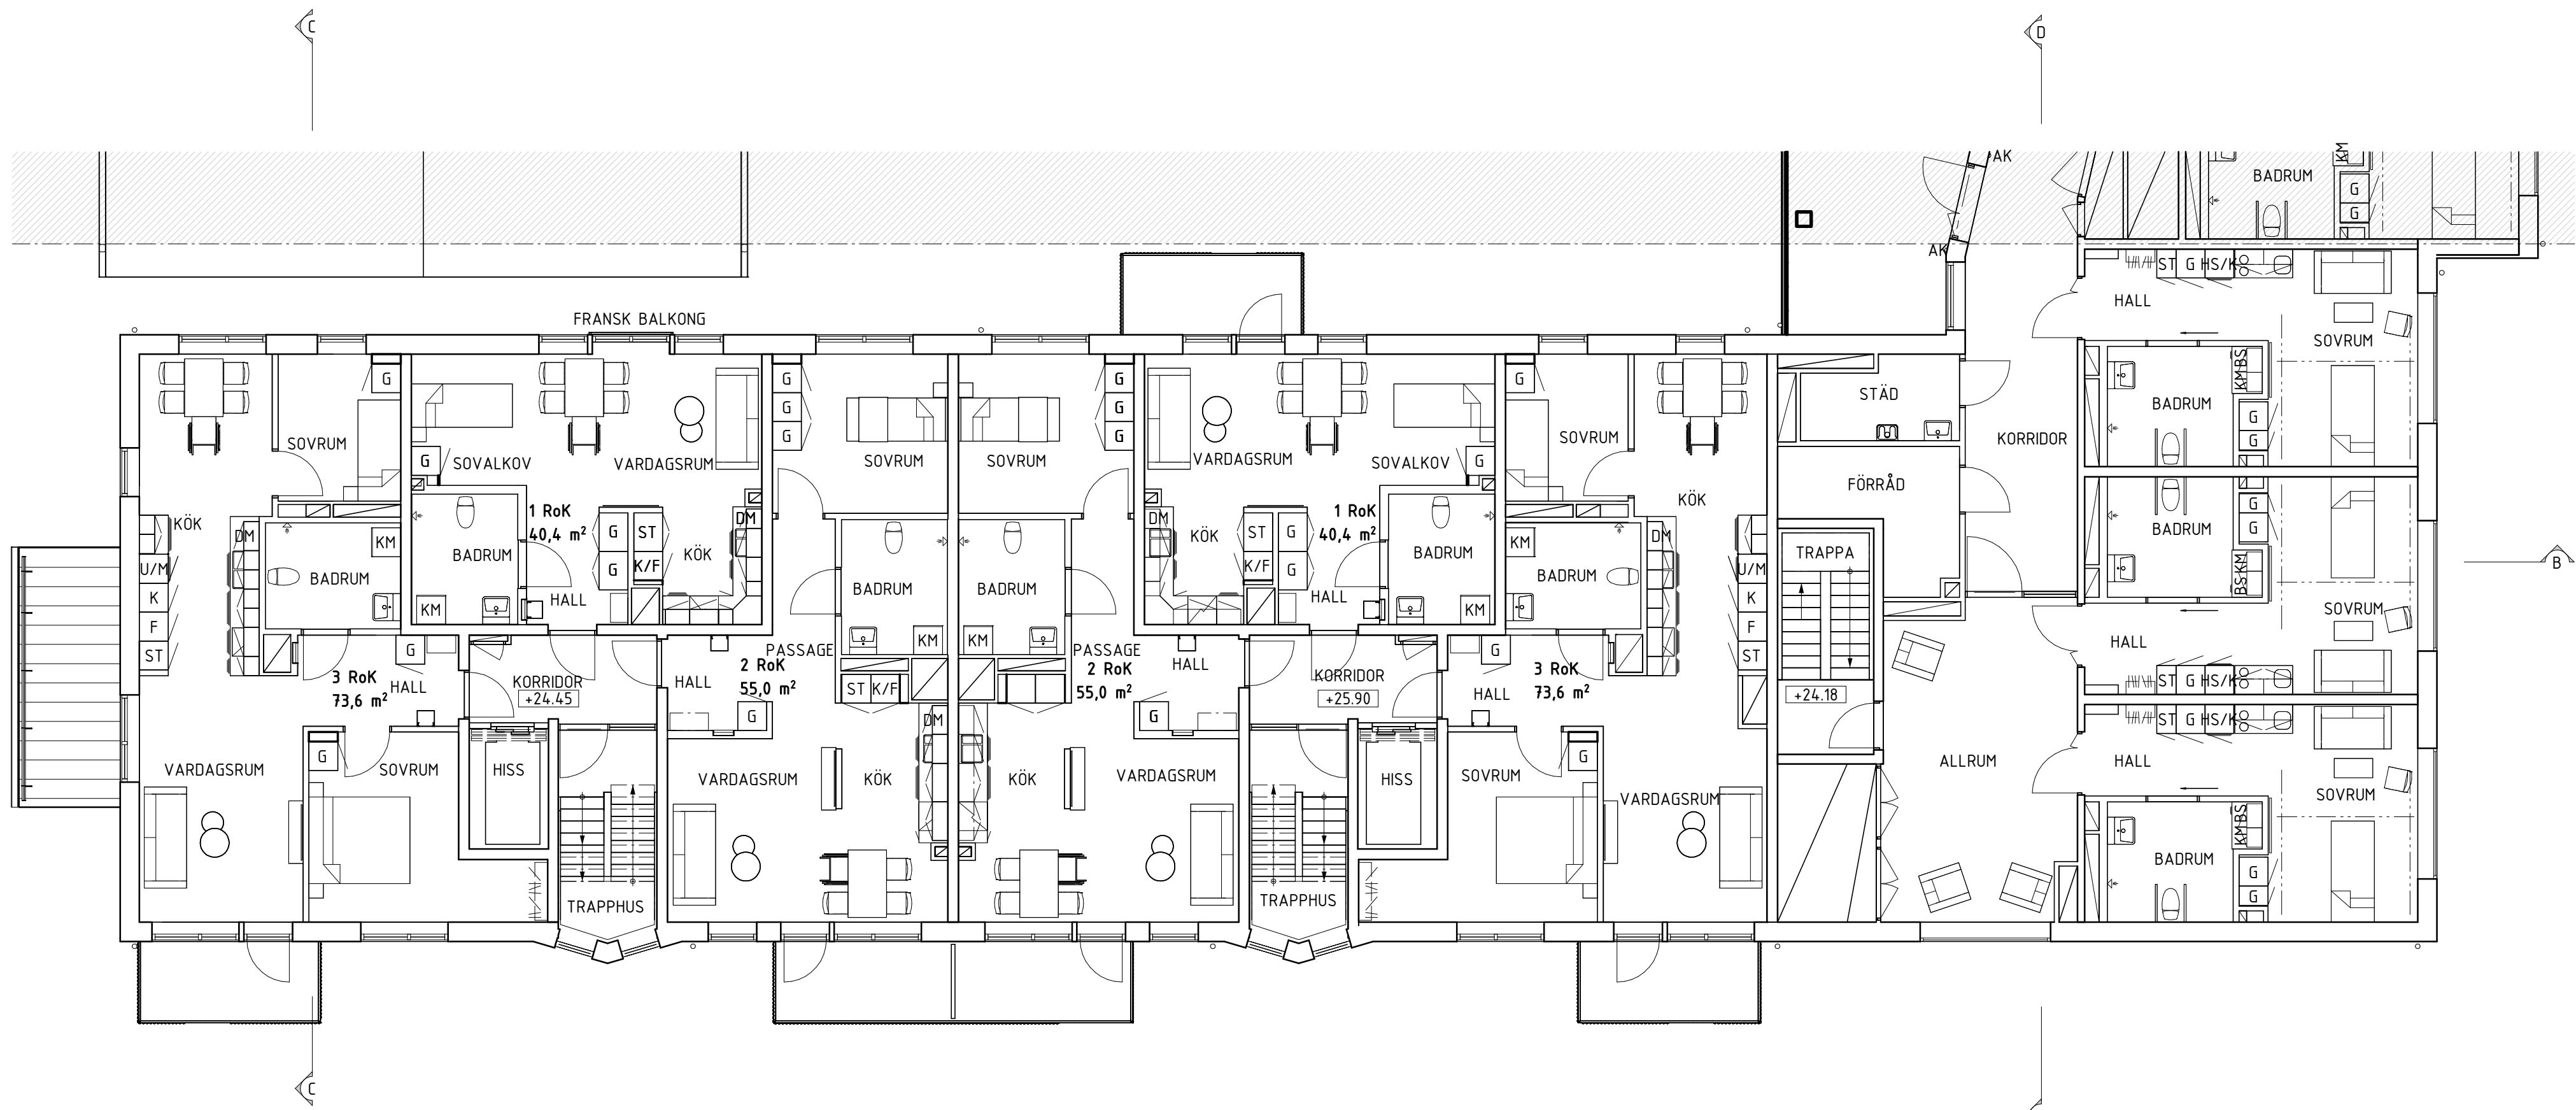 C
D
AK
KM
BADRUM
G
G
AK
ST G HS/K
HALL
SOVRUM
FRANSK BALKONG
G
SOVRUM
KÖK
U/M
K
F
ST
DM
KM
BADRUM
3 RoK
73,6 m²
HALL
G
VARDAGSRUM
G
SOVRUM
G
SOVALKOV
VARDAGSRUM
1 RoK
40,4 m²
BADRUM
KM
HALL
G
G
ST
K/F
KÖK
DM
KORRIDOR
+24.45
HISS
TRAPPHUS
G
G
G
SOVRUM
BADRUM
KM
PASSAGE
2 RoK
55,0 m²
HALL
G
ST K/F
DM
VARDAGSRUM
KÖK
G
G
G
SOVRUM
BADRUM
KM
PASSAGE
2 RoK
55,0 m²
HALL
G
KÖK
VARDAGSRUM
VARDAGSRUM
SOVALKOV
G
1 RoK
40,4 m²
DM
KÖK
ST
K/F
G
G
HALL
BADRUM
KM
KORRIDOR
+25.90
HISS
TRAPPHUS
G
SOVRUM
KÖK
KM
BADRUM
DM
U/M
K
F
ST
G
3 RoK
73,6 m²
HALL
SOVRUM
G
VARDAGSRUM
STÄD
KORRIDOR
FÖRRÅD
TRAPPA
+24.18
ALLRUM
BADRUM
KM BS
G
G
G
G
BADRUM
BS KM
SOVRUM
HALL
ST G HS/K
ST G HS/K
HALL
SOVRUM
KM BS
BADRUM
G
G
B
C